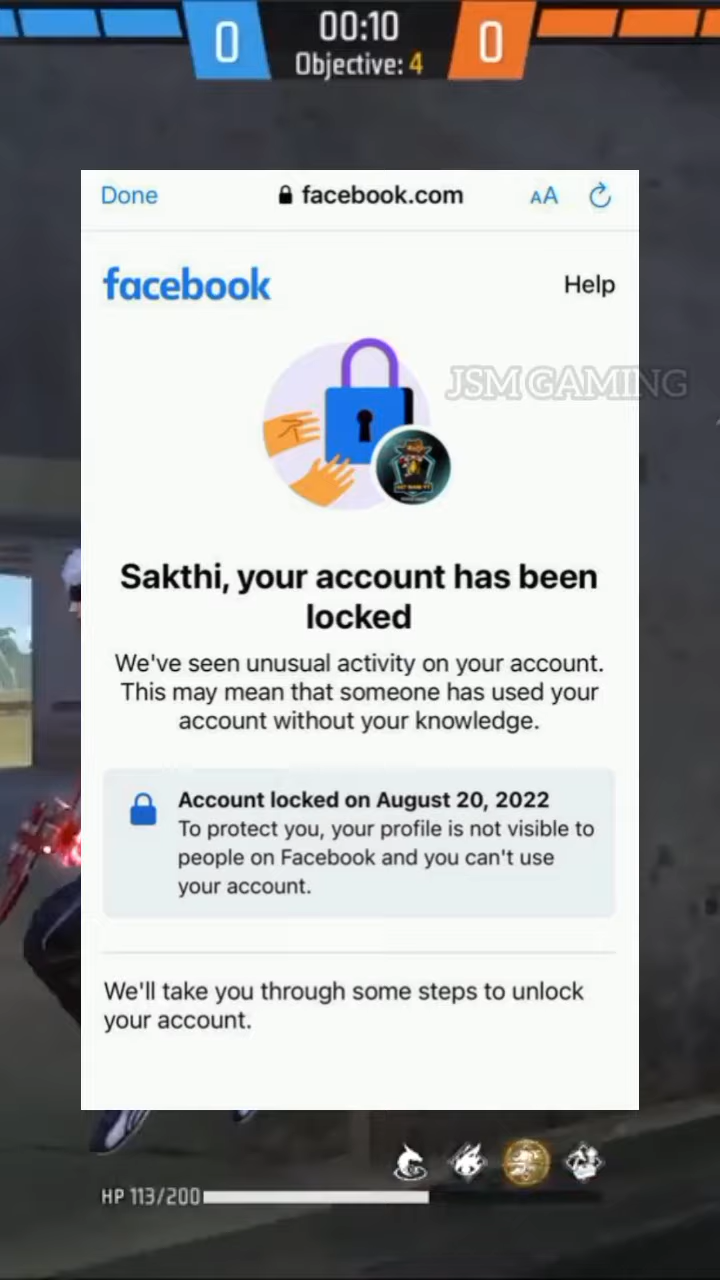 0
00:10
0
Objective: 4
Done
facebook.com
AA
facebook
Help
JSM GAMING
Sakthi, your account has been
locked
We've seen unusual activity on your account.
This may mean that someone has used your
account without your knowledge.
Account locked on August 20, 2022
To protect you, your profile is not visible to
people on Facebook and you can't use
your account.
We'll take you through some steps to unlock
your account.
HP 113/200